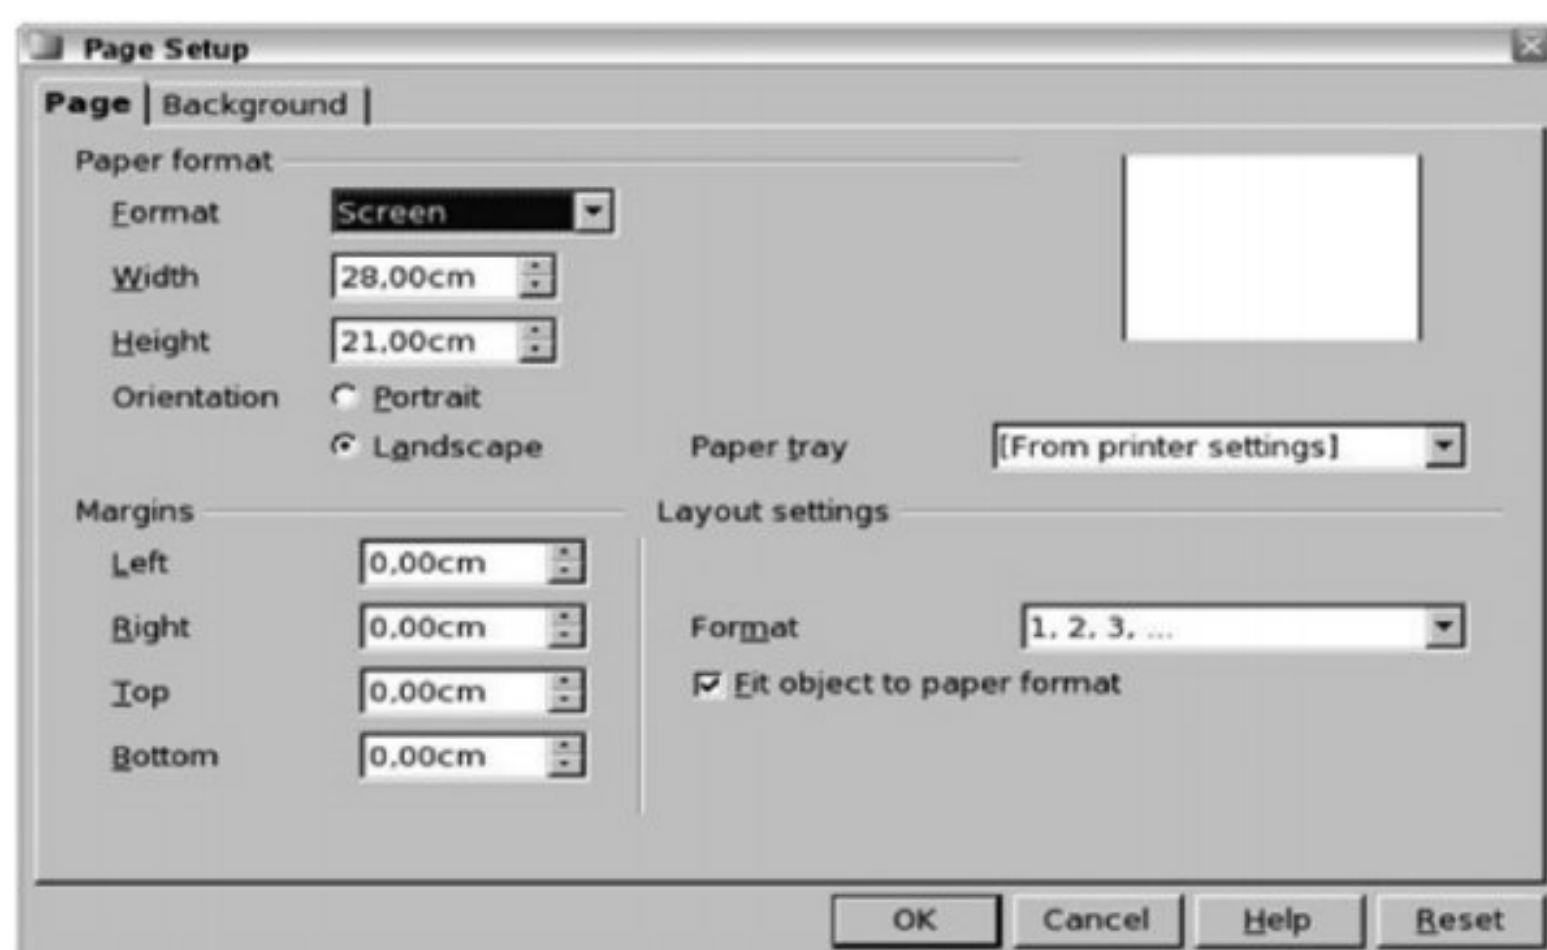 Page Setup
Page Background
Paper format
Format Screen
Width 28,00cm
Height 21,00cm
Orientation Portrait
Landscape Paper tray [From printer settings]
Margins Layout settings
Left 0,00cm
Right 0,00cm Format 1, 2, 3, ...
Top 0,00cm Fit object to paper format
Bottom 0,00cm
OK Cancel Help Reset